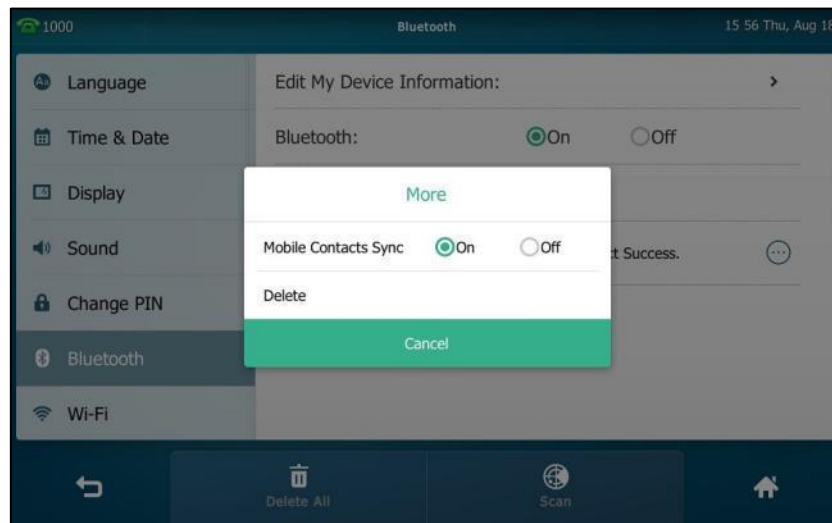 1000
Bluetooth
15 56 Thu, Aug 18
Language
Time & Date
Display
Sound
Change PIN
Bluetooth
Wi-Fi
Edit My Device Information:
Bluetooth: On Off
More
Mobile Contacts Sync On Off
Delete
Cancel
Success.
Delete All
Scan